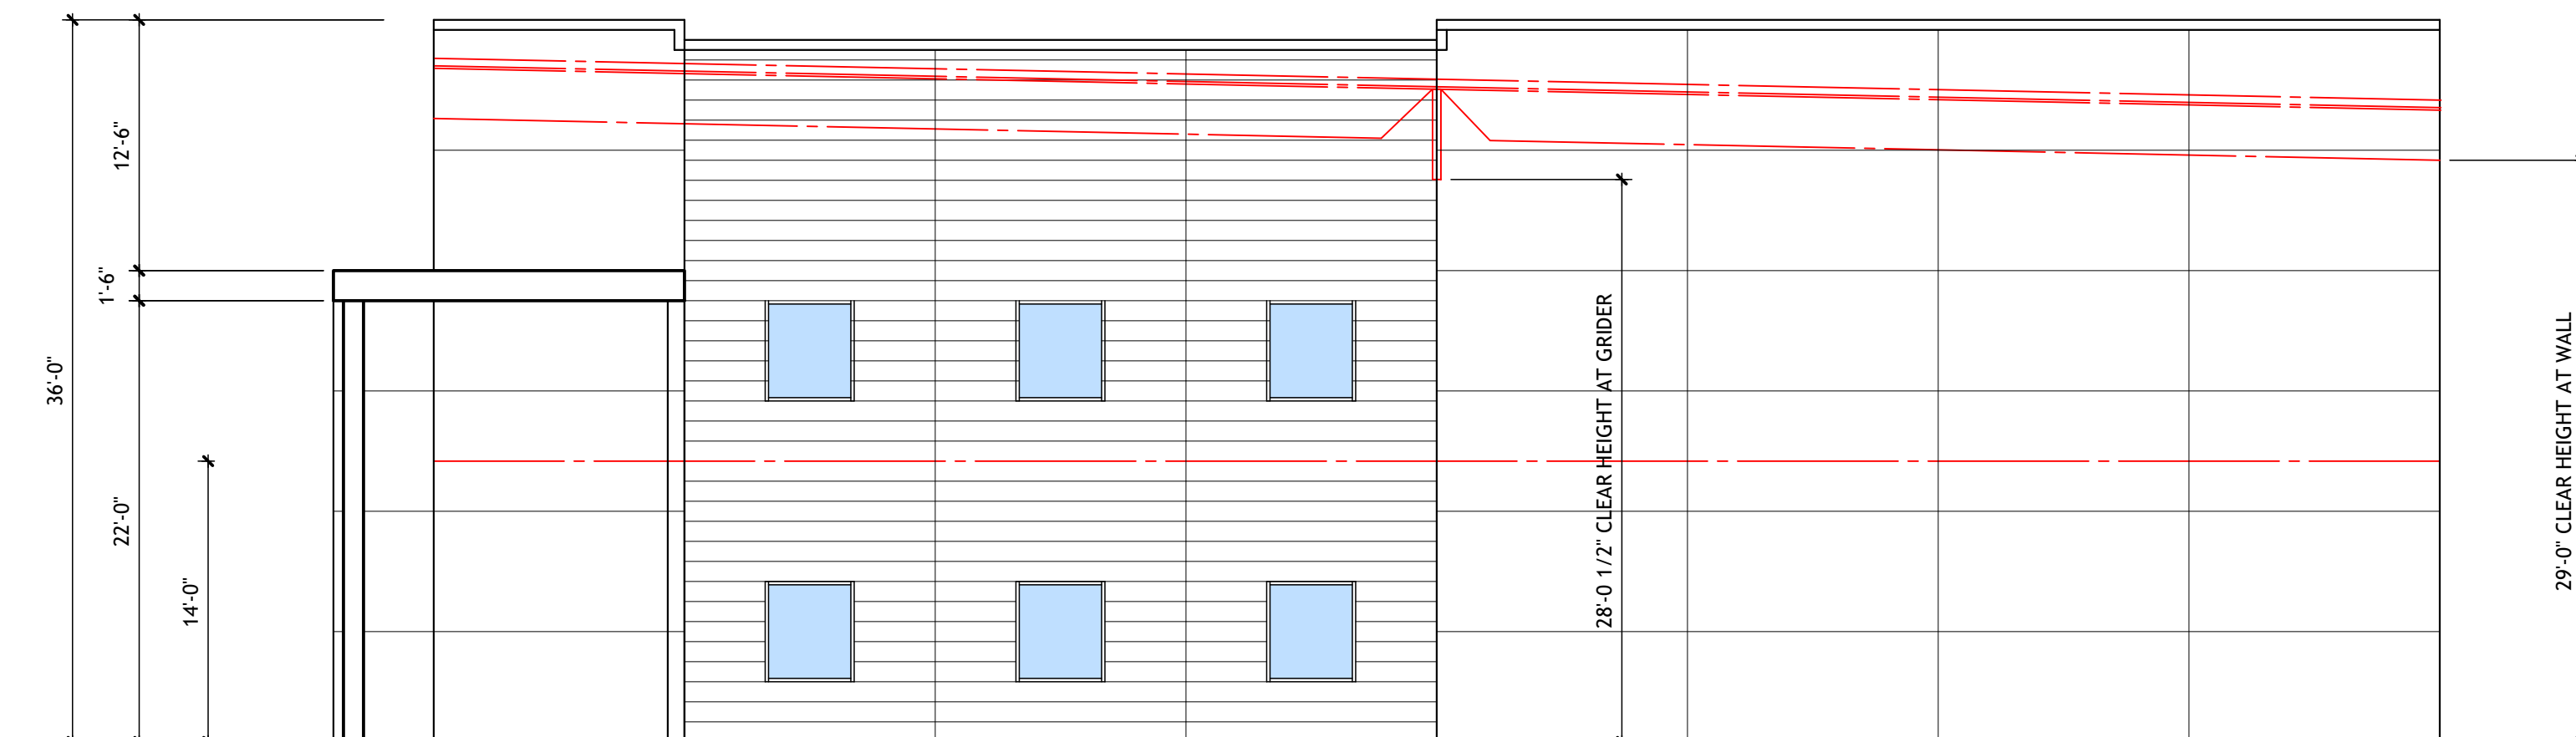 36'-0"
12'-6"
1'-6"
22'-0"
14'-0"
28'-0 1/2" CLEAR HEIGHT AT GRIDER
29'-0" CLEAR HEIGHT AT WALL